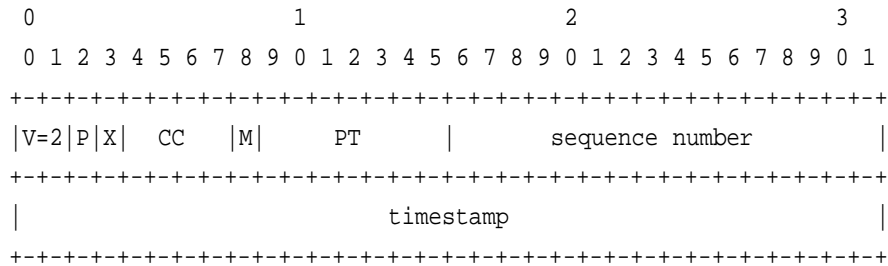 0                   1                   2                   3
 0 1 2 3 4 5 6 7 8 9 0 1 2 3 4 5 6 7 8 9 0 1 2 3 4 5 6 7 8 9 0 1
+-+-+-+-+-+-+-+-+-+-+-+-+-+-+-+-+-+-+-+-+-+-+-+-+-+-+-+-+-+-+-+-+
|V=2|P|X|  CC   |M|     PT      |       sequence number         |
+-+-+-+-+-+-+-+-+-+-+-+-+-+-+-+-+-+-+-+-+-+-+-+-+-+-+-+-+-+-+-+-+
|                           timestamp                           |
+-+-+-+-+-+-+-+-+-+-+-+-+-+-+-+-+-+-+-+-+-+-+-+-+-+-+-+-+-+-+-+-+